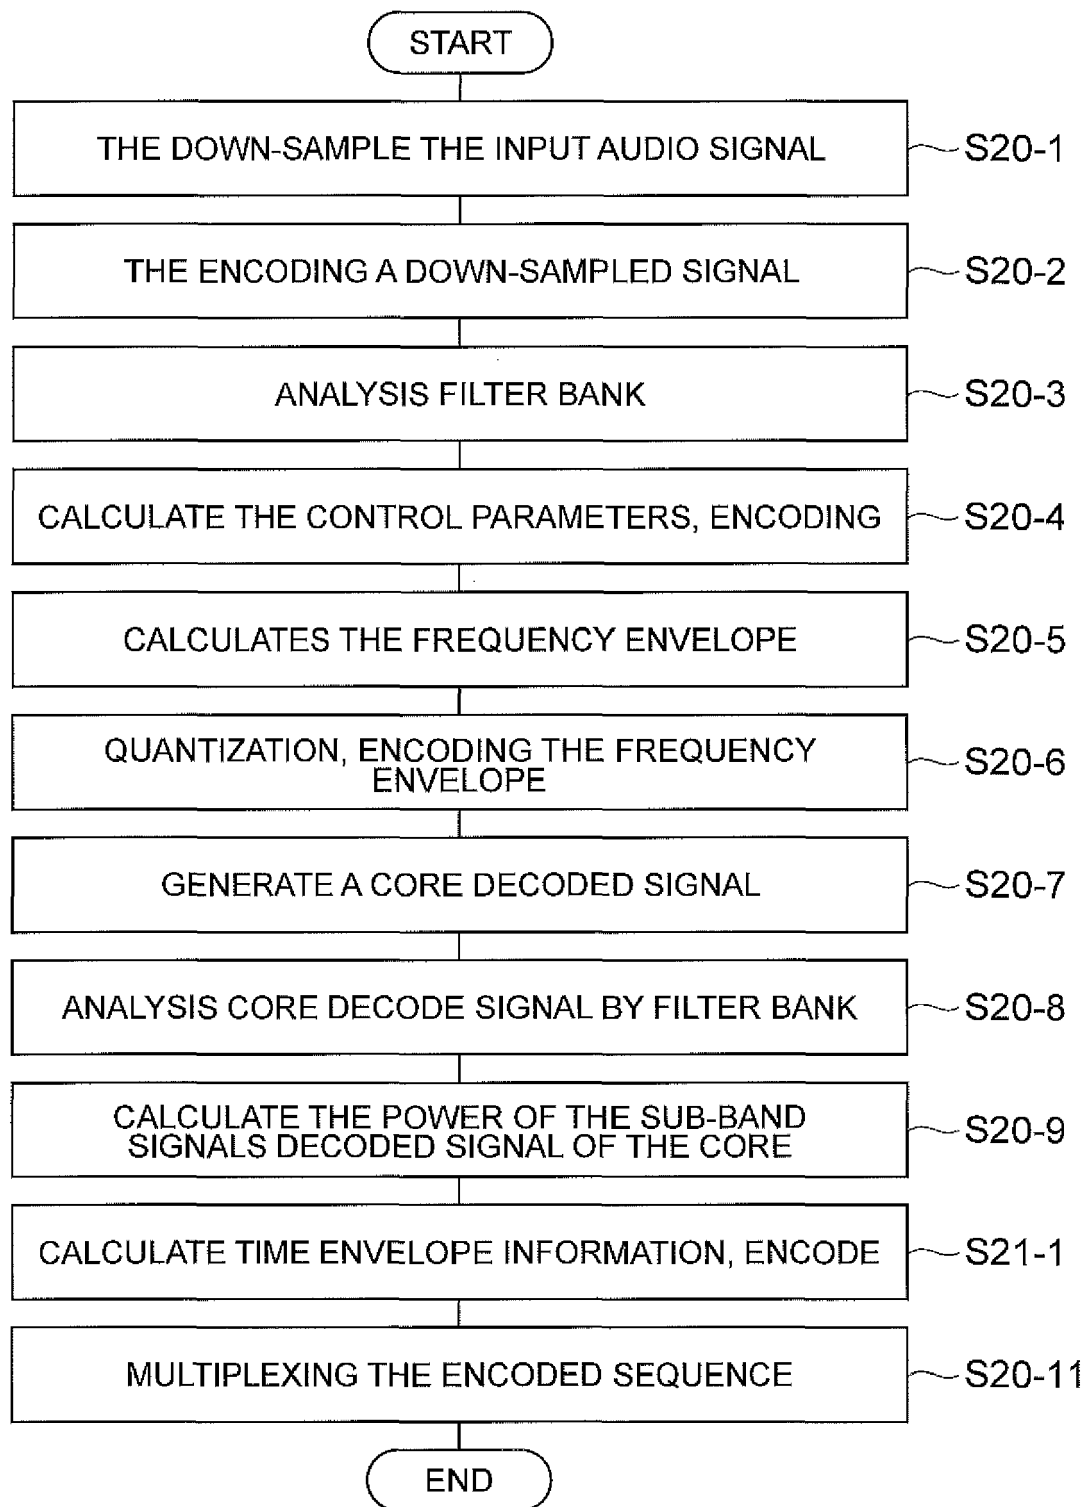 START
THE DOWN-SAMPLE THE INPUT AUDIO SIGNAL
S20-1
THE ENCODING A DOWN-SAMPLED SIGNAL
S20-2
ANALYSIS FILTER BANK
S20-3
CALCULATE THE CONTROL PARAMETERS, ENCODING
S20-4
CALCULATES THE FREQUENCY ENVELOPE
S20-5
QUANTIZATION, ENCODING THE FREQUENCY
ENVELOPE
S20-6
GENERATE A CORE DECODED SIGNAL
S20-7
ANALYSIS CORE DECODE SIGNAL BY FILTER BANK
S20-8
CALCULATE THE POWER OF THE SUB-BAND
SIGNALS DECODED SIGNAL OF THE CORE
S20-9
CALCULATE TIME ENVELOPE INFORMATION, ENCODE
S21-1
MULTIPLEXING THE ENCODED SEQUENCE
S20-11
END